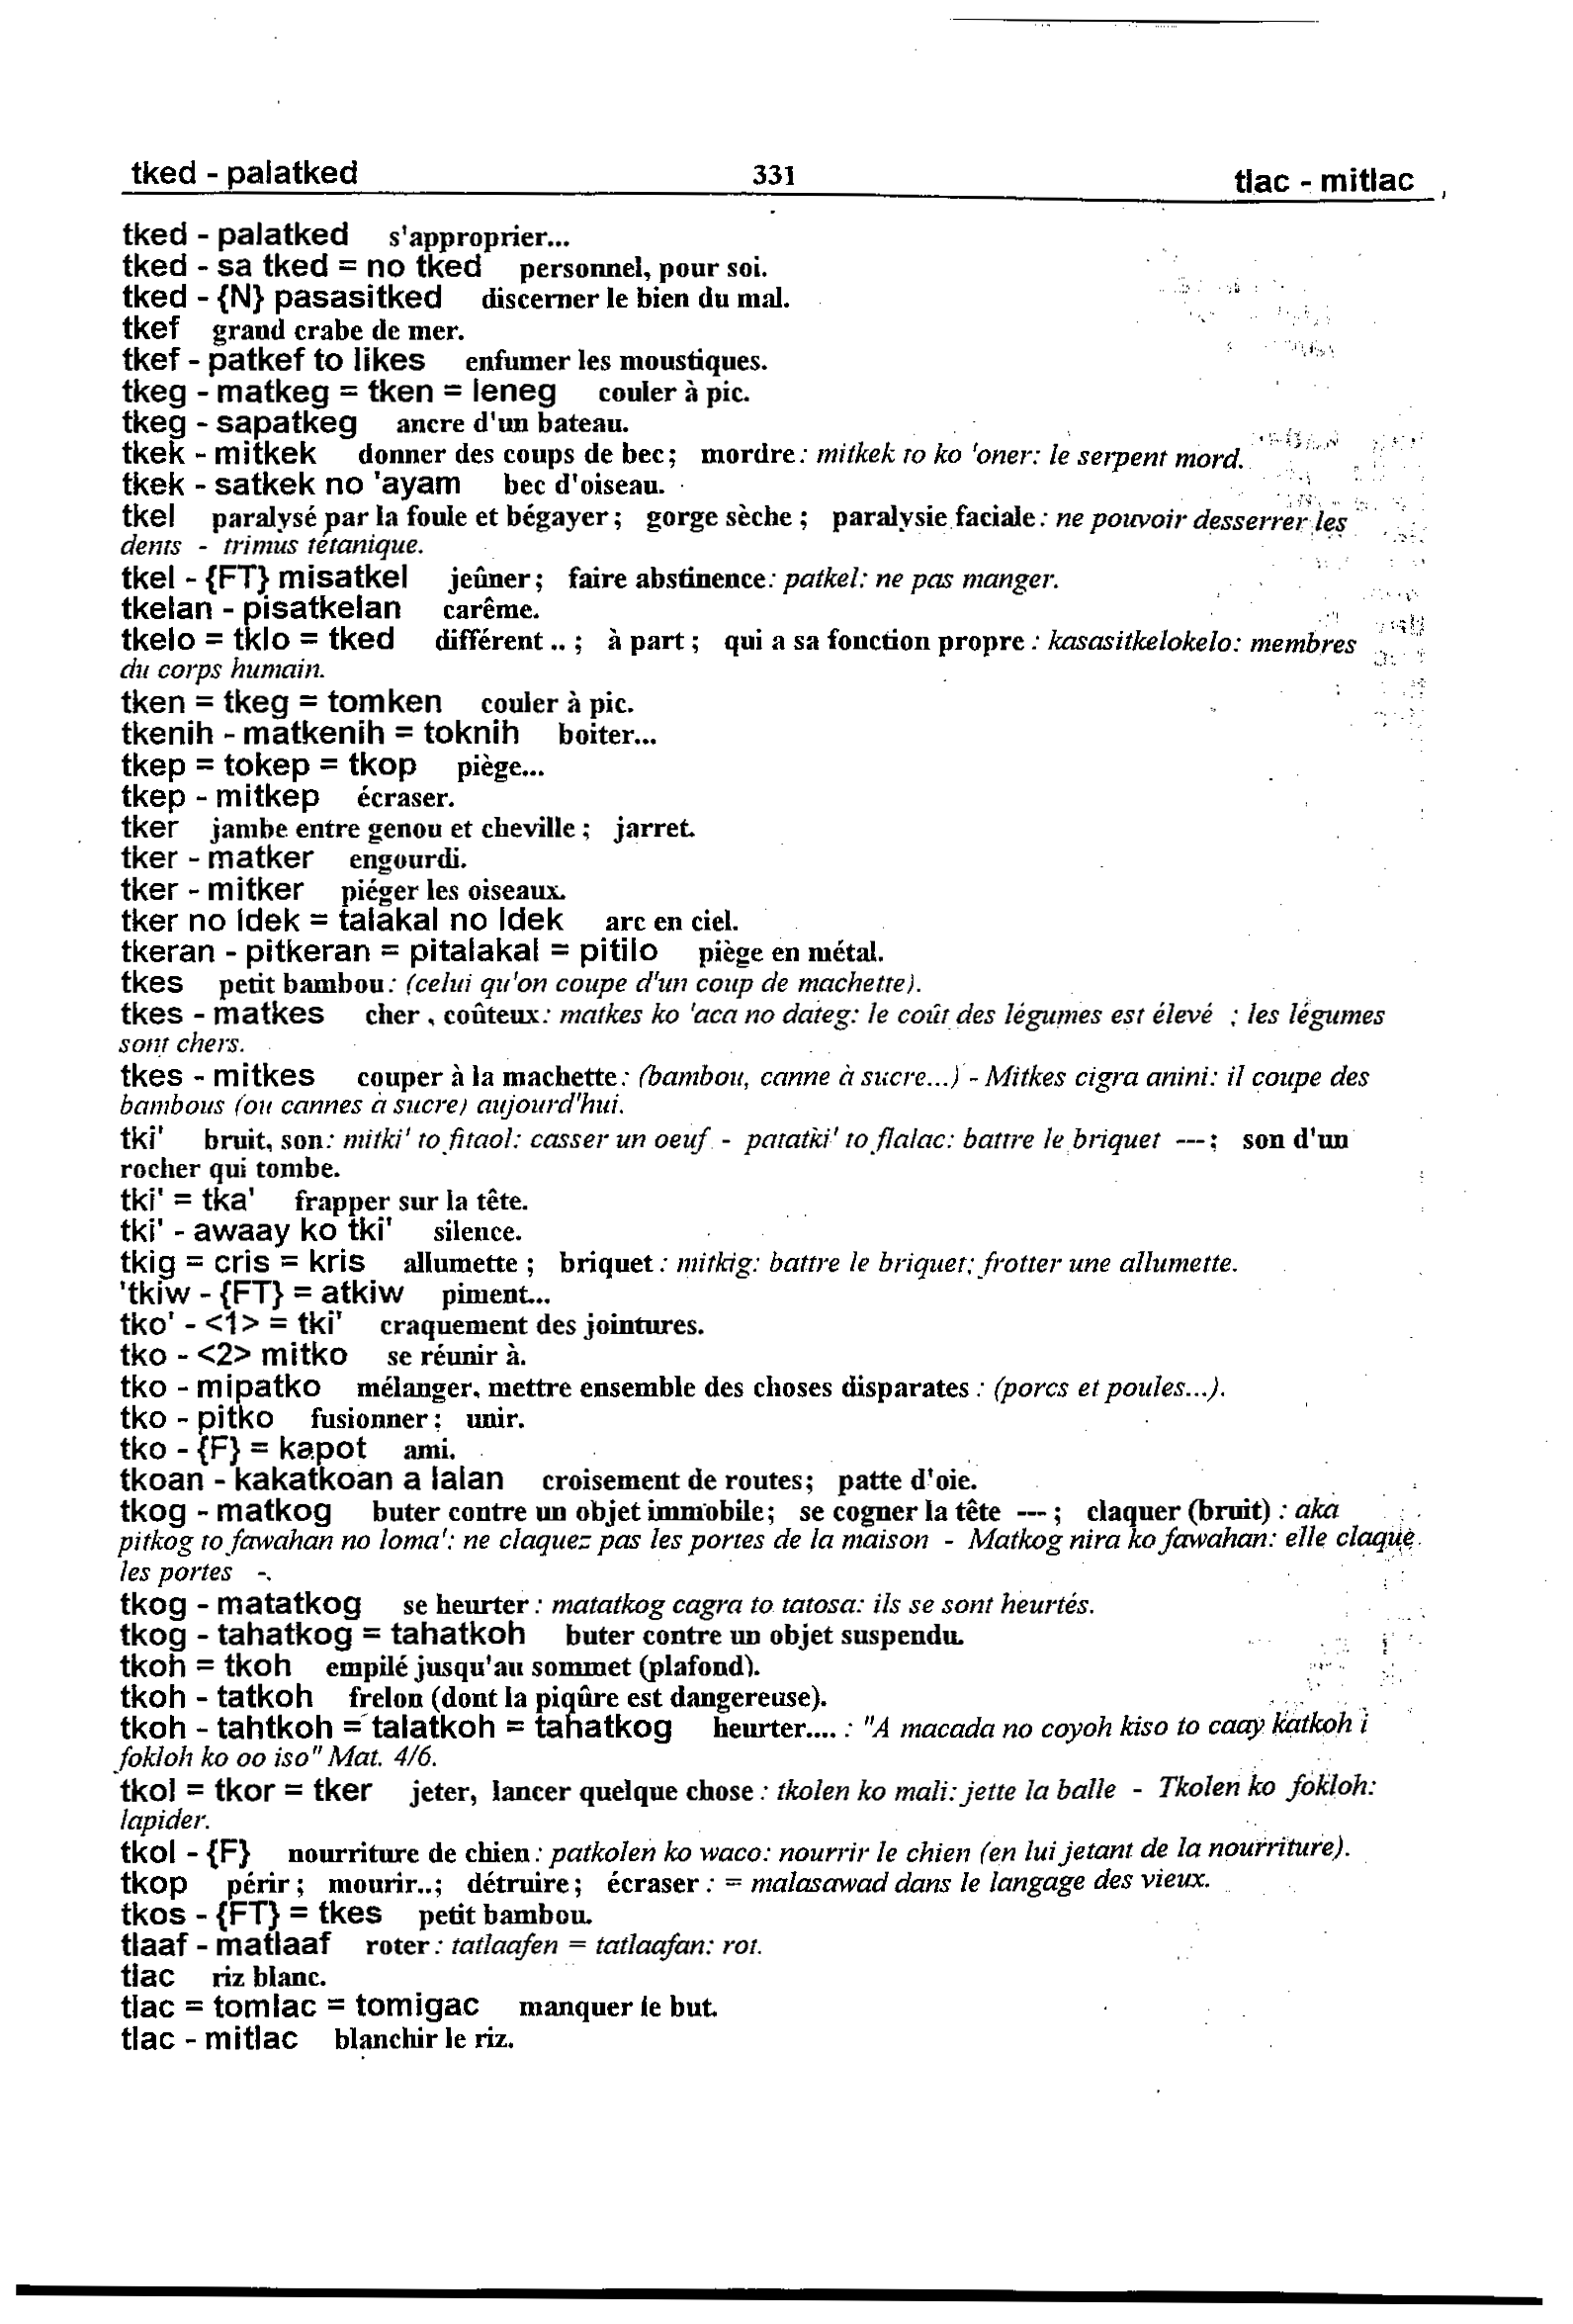 tked - palatked 331 tlac - mitlac
tked - palatked s'approprier...
tked - sa tked = no tked personnel, pour soi.
tked - {N} pasasitked discerner le bien du mal.
tkef grand crabe de mer.
tkef - patkef to likes enfumer les moustiques.
tkeg - matkeg = tken = leneg couler à pic.
tkeg - sapatkeg ancre d'un bateau.
tkek - mitkek donner des coups de bec; mordre: mitkek to ko 'oner: le serpent mord.
tkek - satkek no 'ayam bec d'oiseau.
tkel paralysé par la foule et bégayer; gorge sèche; paralysie faciale: ne pouvoir desserrer les
dents - trimus tétanique.
tkel - {FT} misatkel jeûner; faire abstinence: patkel: ne pas manger.
tkelan - pisatkelan carême.
tkelo = tklo = tked différent ..; à part; qui a sa fonction propre : kasasitkelokelo: membres
du corps humain.
tken = tkeg = tomken couler à pic.
tkenih - matkenih = toknih boiter...
tkep = tokep = tkop piège...
tkep - mitkep écraser.
tker jambe entre genou et cheville; jarret.
tker - matker engourdi.
tker - mitker piéger les oiseaux.
tker no Idek = talakal no Idek arc en ciel.
tkeran - pitkeran = pitalakal = pitilo piège en métal.
tkes petit bambou: (celui qu'on coupe d'un coup de machette).
tkes - matkes cher, coûteux: matkes ko 'aca no dateg: le coût des légumes est élevé ; les légumes
sont chers.
tkes - mitkes couper à la machette: (bambou, canne à sucre...) - Mitkes cigra anini: il coupe des
bambous (ou cannes à sucre) aujourd'hui.
tki' bruit, son: mitki' to fitaol: casser un oeuf - patatki' to flalac: battre le briquet ---; son d'un
rocher qui tombe.
tki' = tka' frapper sur la tête.
tki' - awaay ko tki' silence.
tkig = cris = kris allumette; briquet: mitkig: battre le briquet; frotter une allumette.
'tkiw - {FT} = atkiw piment...
tko' - <1> = tki' craquement des jointures.
tko - <2> mitko se réunir à.
tko - mipatko mélanger, mettre ensemble des choses disparates : (porcs et poules...).
tko - pitko fusionner; unir.
tko - {F} = kapot ami.
tkoan - kakatkoan a lalan croisement de routes; patte d'oie.
tkog - matkog buter contre un objet immobile; se cogner la tête ---; claquer (bruit) : aka
pitkog to fawahan no loma': ne claquez pas les portes de la maison - Matkog nira ko fawahan: elle claque
les portes -.
tkog - matatkog se heurter : matatkog cagra to tatosa: ils se sont heurtés.
tkog - tahatkog = tahatkoh buter contre un objet suspendu.
tkoh = tkoh empilé jusqu'au sommet (plafond).
tkoh - tatkoh frelon (dont la piqûre est dangereuse).
tkoh - tahtkoh = talatkoh = tahatkog heurter.... : "A macada no coyoh kiso to caay katkoh i
fokloh ko oo iso" Mat. 4/6.
tkol = tkor = tker jeter, lancer quelque chose : tkolen ko mali: jette la balle - Tkolen ko fokloh:
lapider.
tkol - {F} nourriture de chien: patkolen ko waco: nourrir le chien (en lui jetant de la nourriture).
tkop périr; mourir..; détruire; écraser : = malasawad dans le langage des vieux.
tkos - {FT} = tkes petit bambou.
tlaaf - matlaaf roter: tatlaafen = tatlaafan: rot.
tlac riz blanc.
tlac = tomlac = tomigac manquer le but.
tlac - mitlac blanchir le riz.